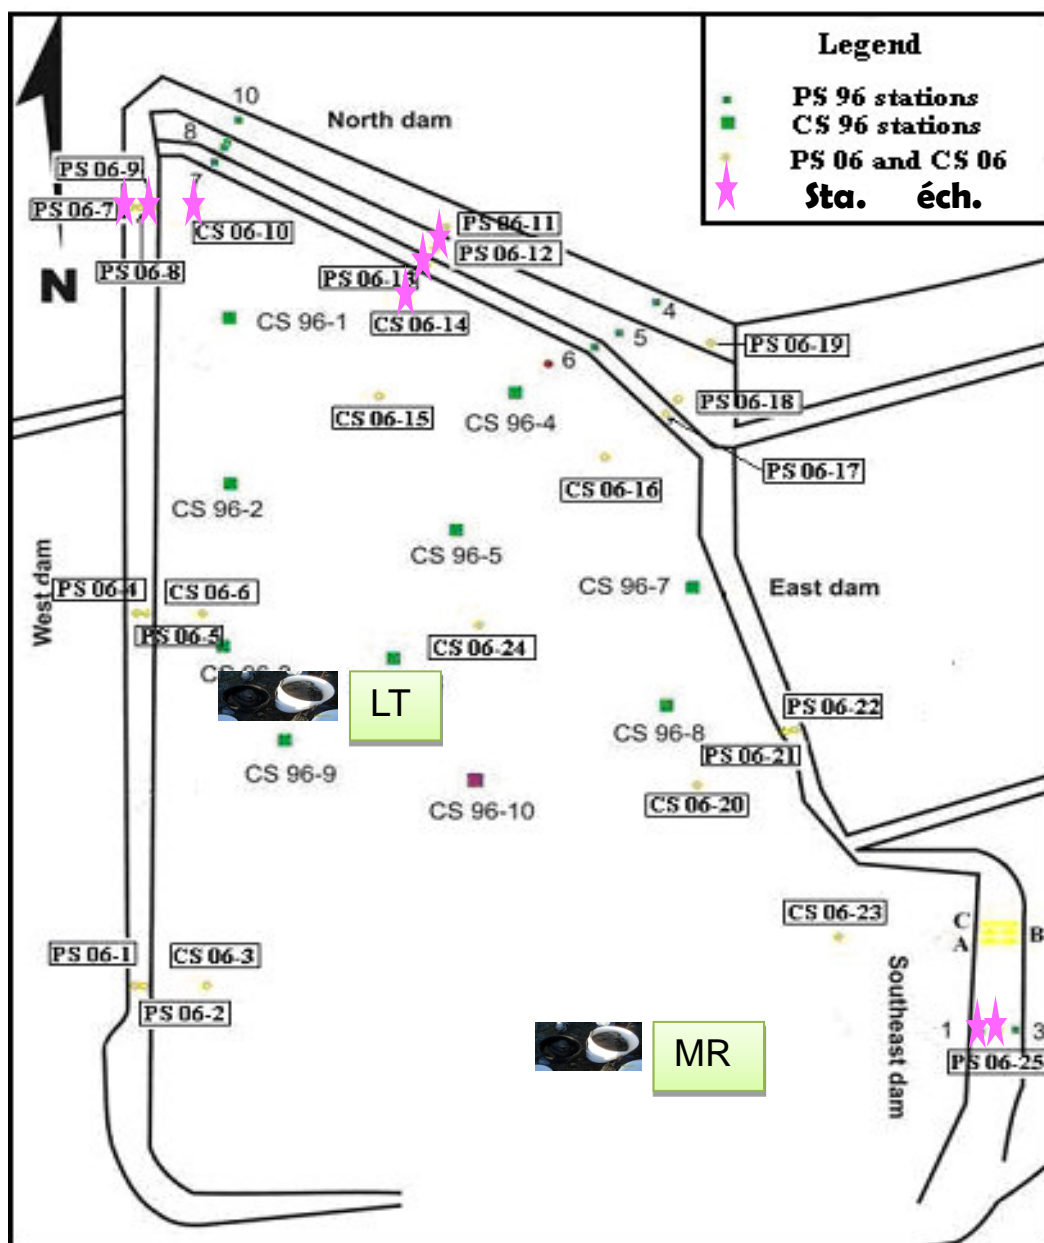 Legend
PS 96 stations
CS 96 stations
PS 06 and CS 06
Sta. éch.
10
North dam
8
PS 06-9
7
PS 06-7
CS 06-10
PS 06-11
PS 06-12
PS 06-8
N
PS 06-13
CS 96-1
CS 06-14
4
5
PS 06-19
6
CS 06-15
CS 96-4
PS 06-18
PS 06-17
CS 06-16
CS 96-2
CS 96-5
West dam
CS 96-7
East dam
PS 06-4
CS 06-6
PS 06-5
CS 06-24
LT
PS 06-22
CS 96-8
PS 06-21
CS 96-9
CS 96-10
CS 06-20
CS 06-23
C
B
A
PS 06-1
CS 06-3
PS 06-2
Southeast dam
1
3
MR
PS 06-25